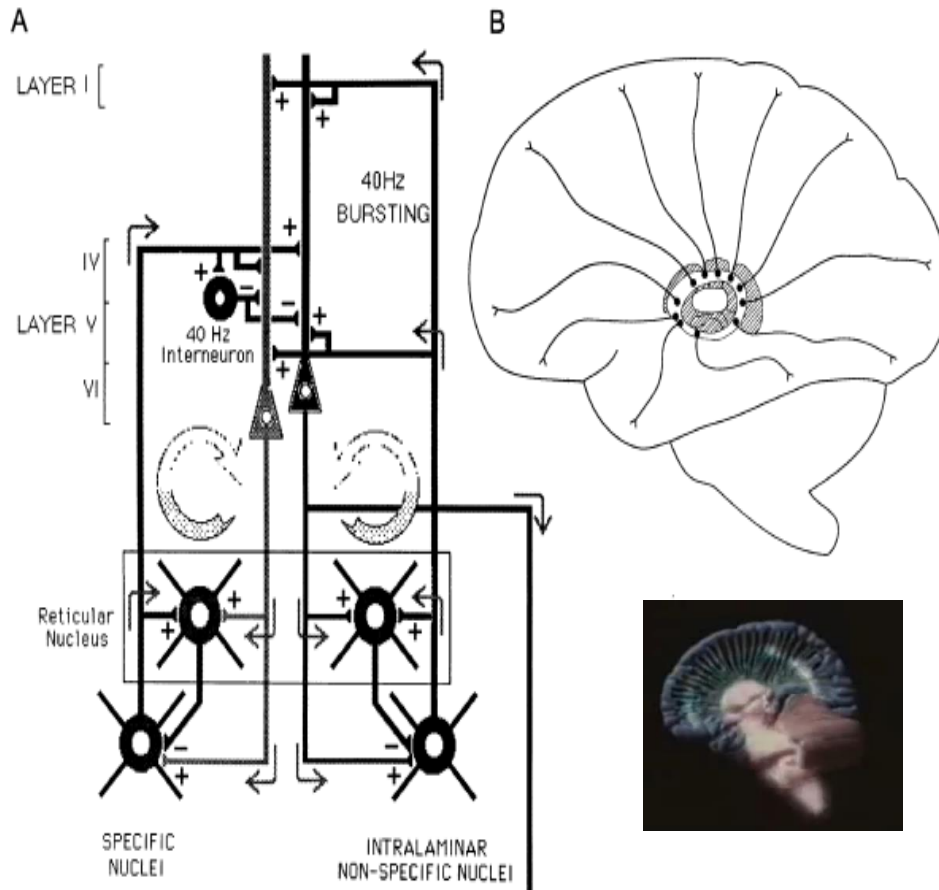 A
B
LAYER I
+
+
40Hz
BURSTING
+
IV
+
−
−
LAYER V
40 Hz
Interneuron
+
+
VI
Reticular
Nucleus
+
+
+
+
−
+
−
+
SPECIFIC
NUCLEI
INTRALAMINAR
NON-SPECIFIC NUCLEI